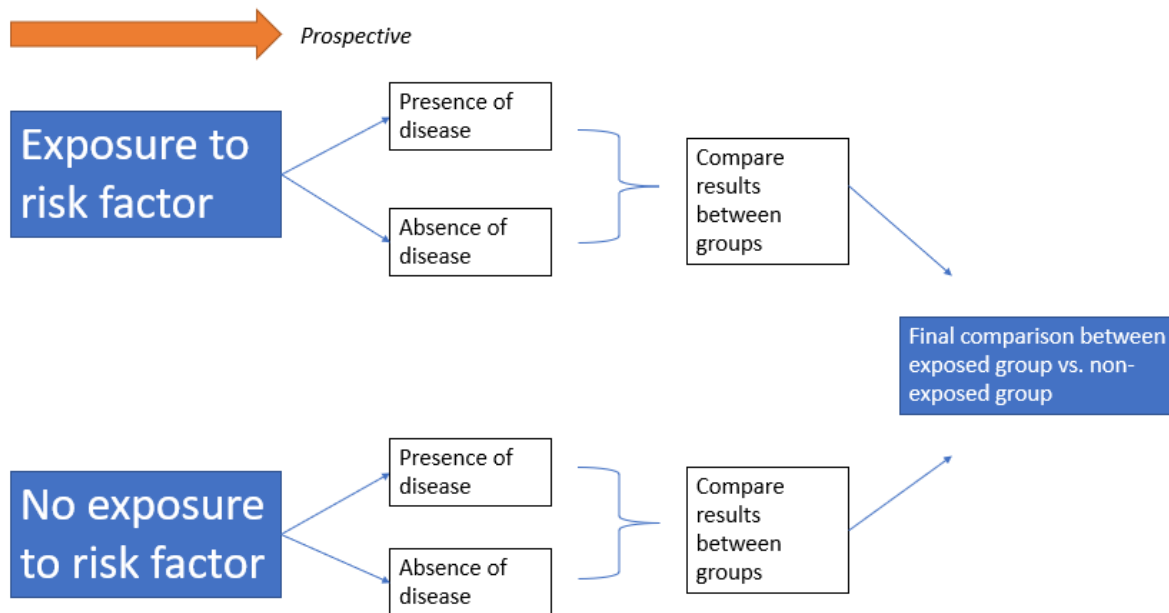 Prospective
Exposure to
risk factor
Presence of
disease
Absence of
disease
Compare
results
between
groups
Final comparison between
exposed group vs. non-
exposed group
No exposure
to risk factor
Presence of
disease
Absence of
disease
Compare
results
between
groups